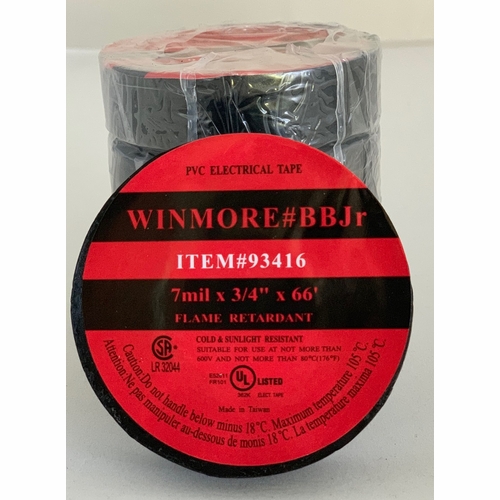 PVC ELECTRICAL TAPE
WINMORE#BBJr
ITEM#93416
7mil x 3/4" x 66'
FLAME RETARDANT
COLD & SUNLIGHT RESISTANT
SUITABLE FOR USE AT NOT MORE THAN
600V AND NOT MORE THAN 80°C(176°F)
SA
LR 32044
UL LISTED
Made in Taiwan
Caution.Do not handle below minus 18°C. Maximum temperature 105°C.
Attention.Ne pas manipuler au-dessous de monis 18°C. La temperature maxima 105°C.